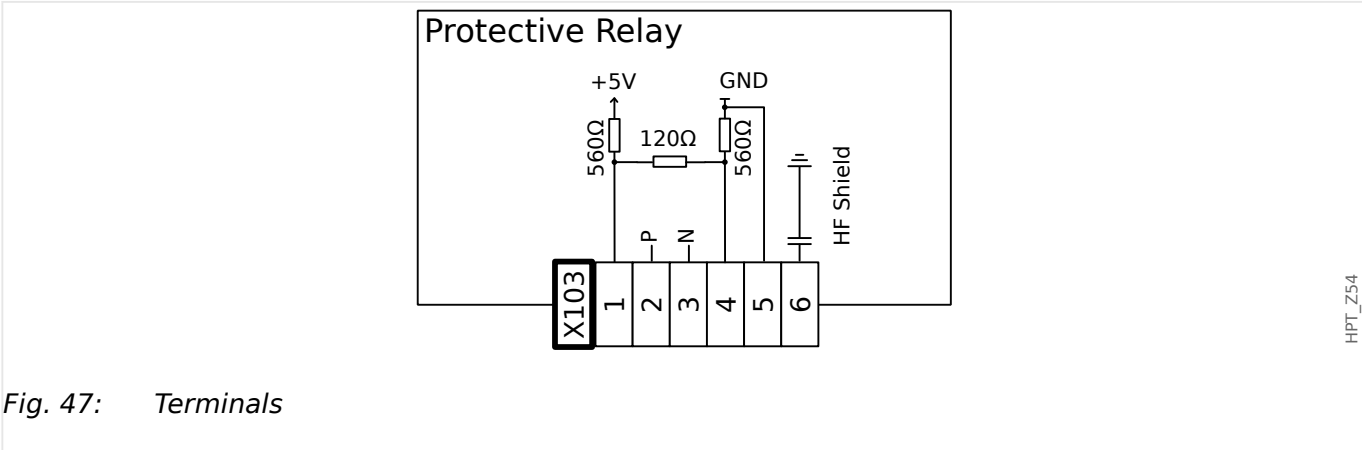 Protective Relay
+5V
GND
560Ω
120Ω
560Ω
HF Shield
P
N
X103
1
2
3
4
5
6
HPT_Z54
Fig. 47: Terminals